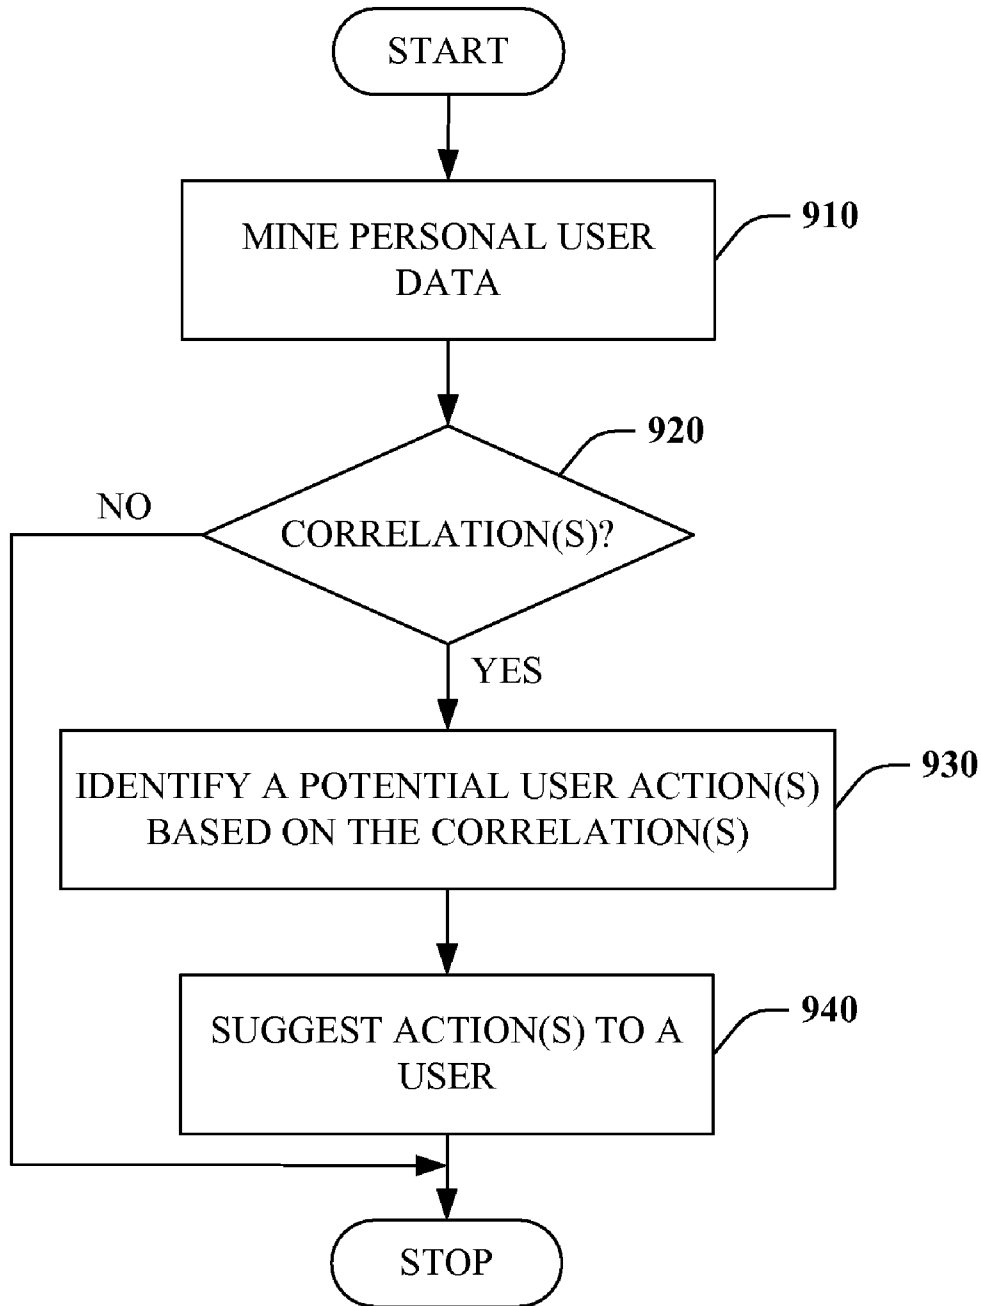 START
MINE PERSONAL USER
DATA
910
920
NO
CORRELATION(S)?
YES
IDENTIFY A POTENTIAL USER ACTION(S)
BASED ON THE CORRELATION(S)
930
SUGGEST ACTION(S) TO A
USER
940
STOP